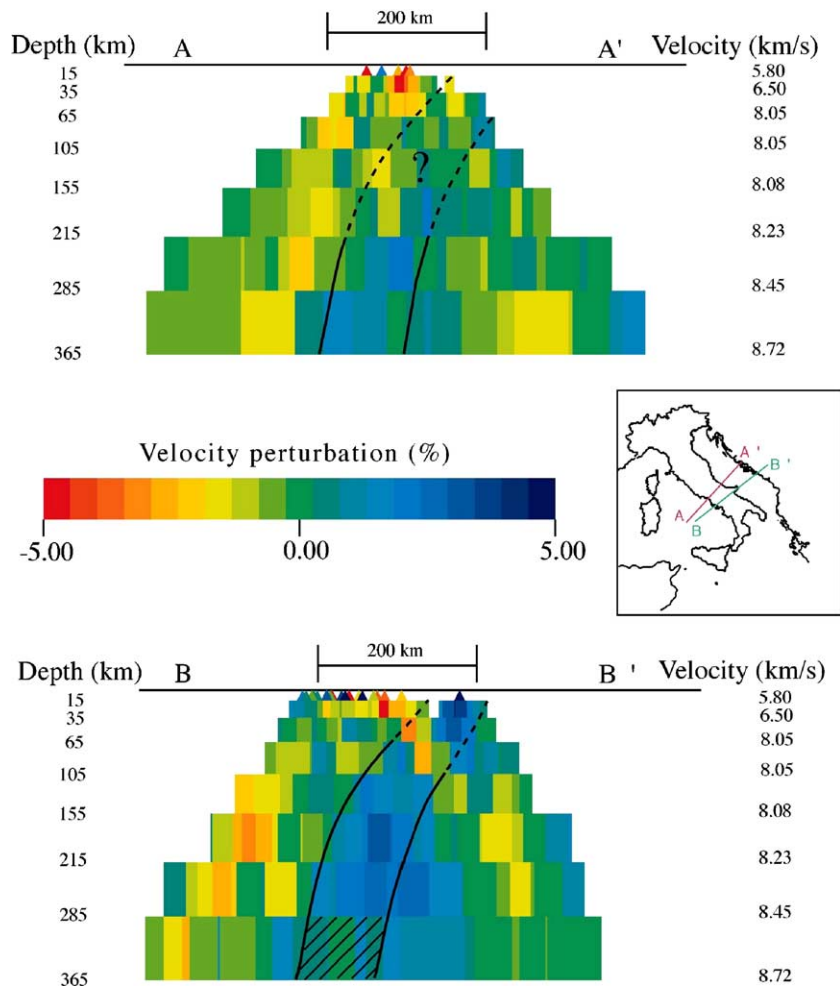 200 km
Depth (km) A A' Velocity (km/s)
15 5.80
35 6.50
65 8.05
105 8.05
?
155 8.08
215 8.23
285 8.45
365 8.72
Velocity perturbation (%)
-5.00 0.00 5.00
A '
B '
A
B
200 km
Depth (km) B B ' Velocity (km/s)
15 5.80
35 6.50
65 8.05
105 8.05
155 8.08
215 8.23
285 8.45
365 8.72